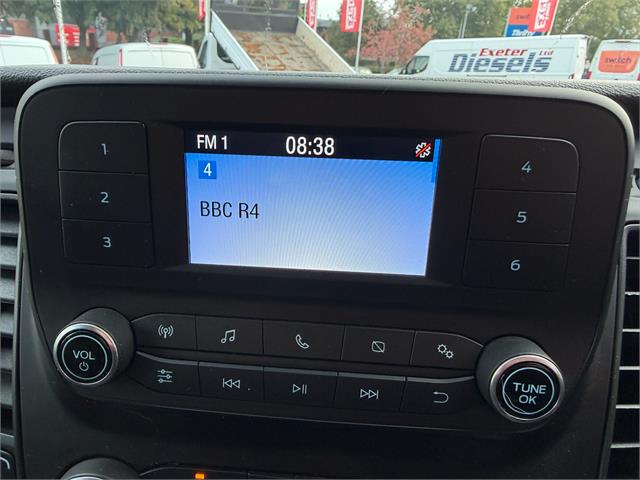 Exeter Ltd
Diesels
switch
FM 1 08:38
4
BBC R4
1
2
3
4
5
6
VOL
TUNE
OK